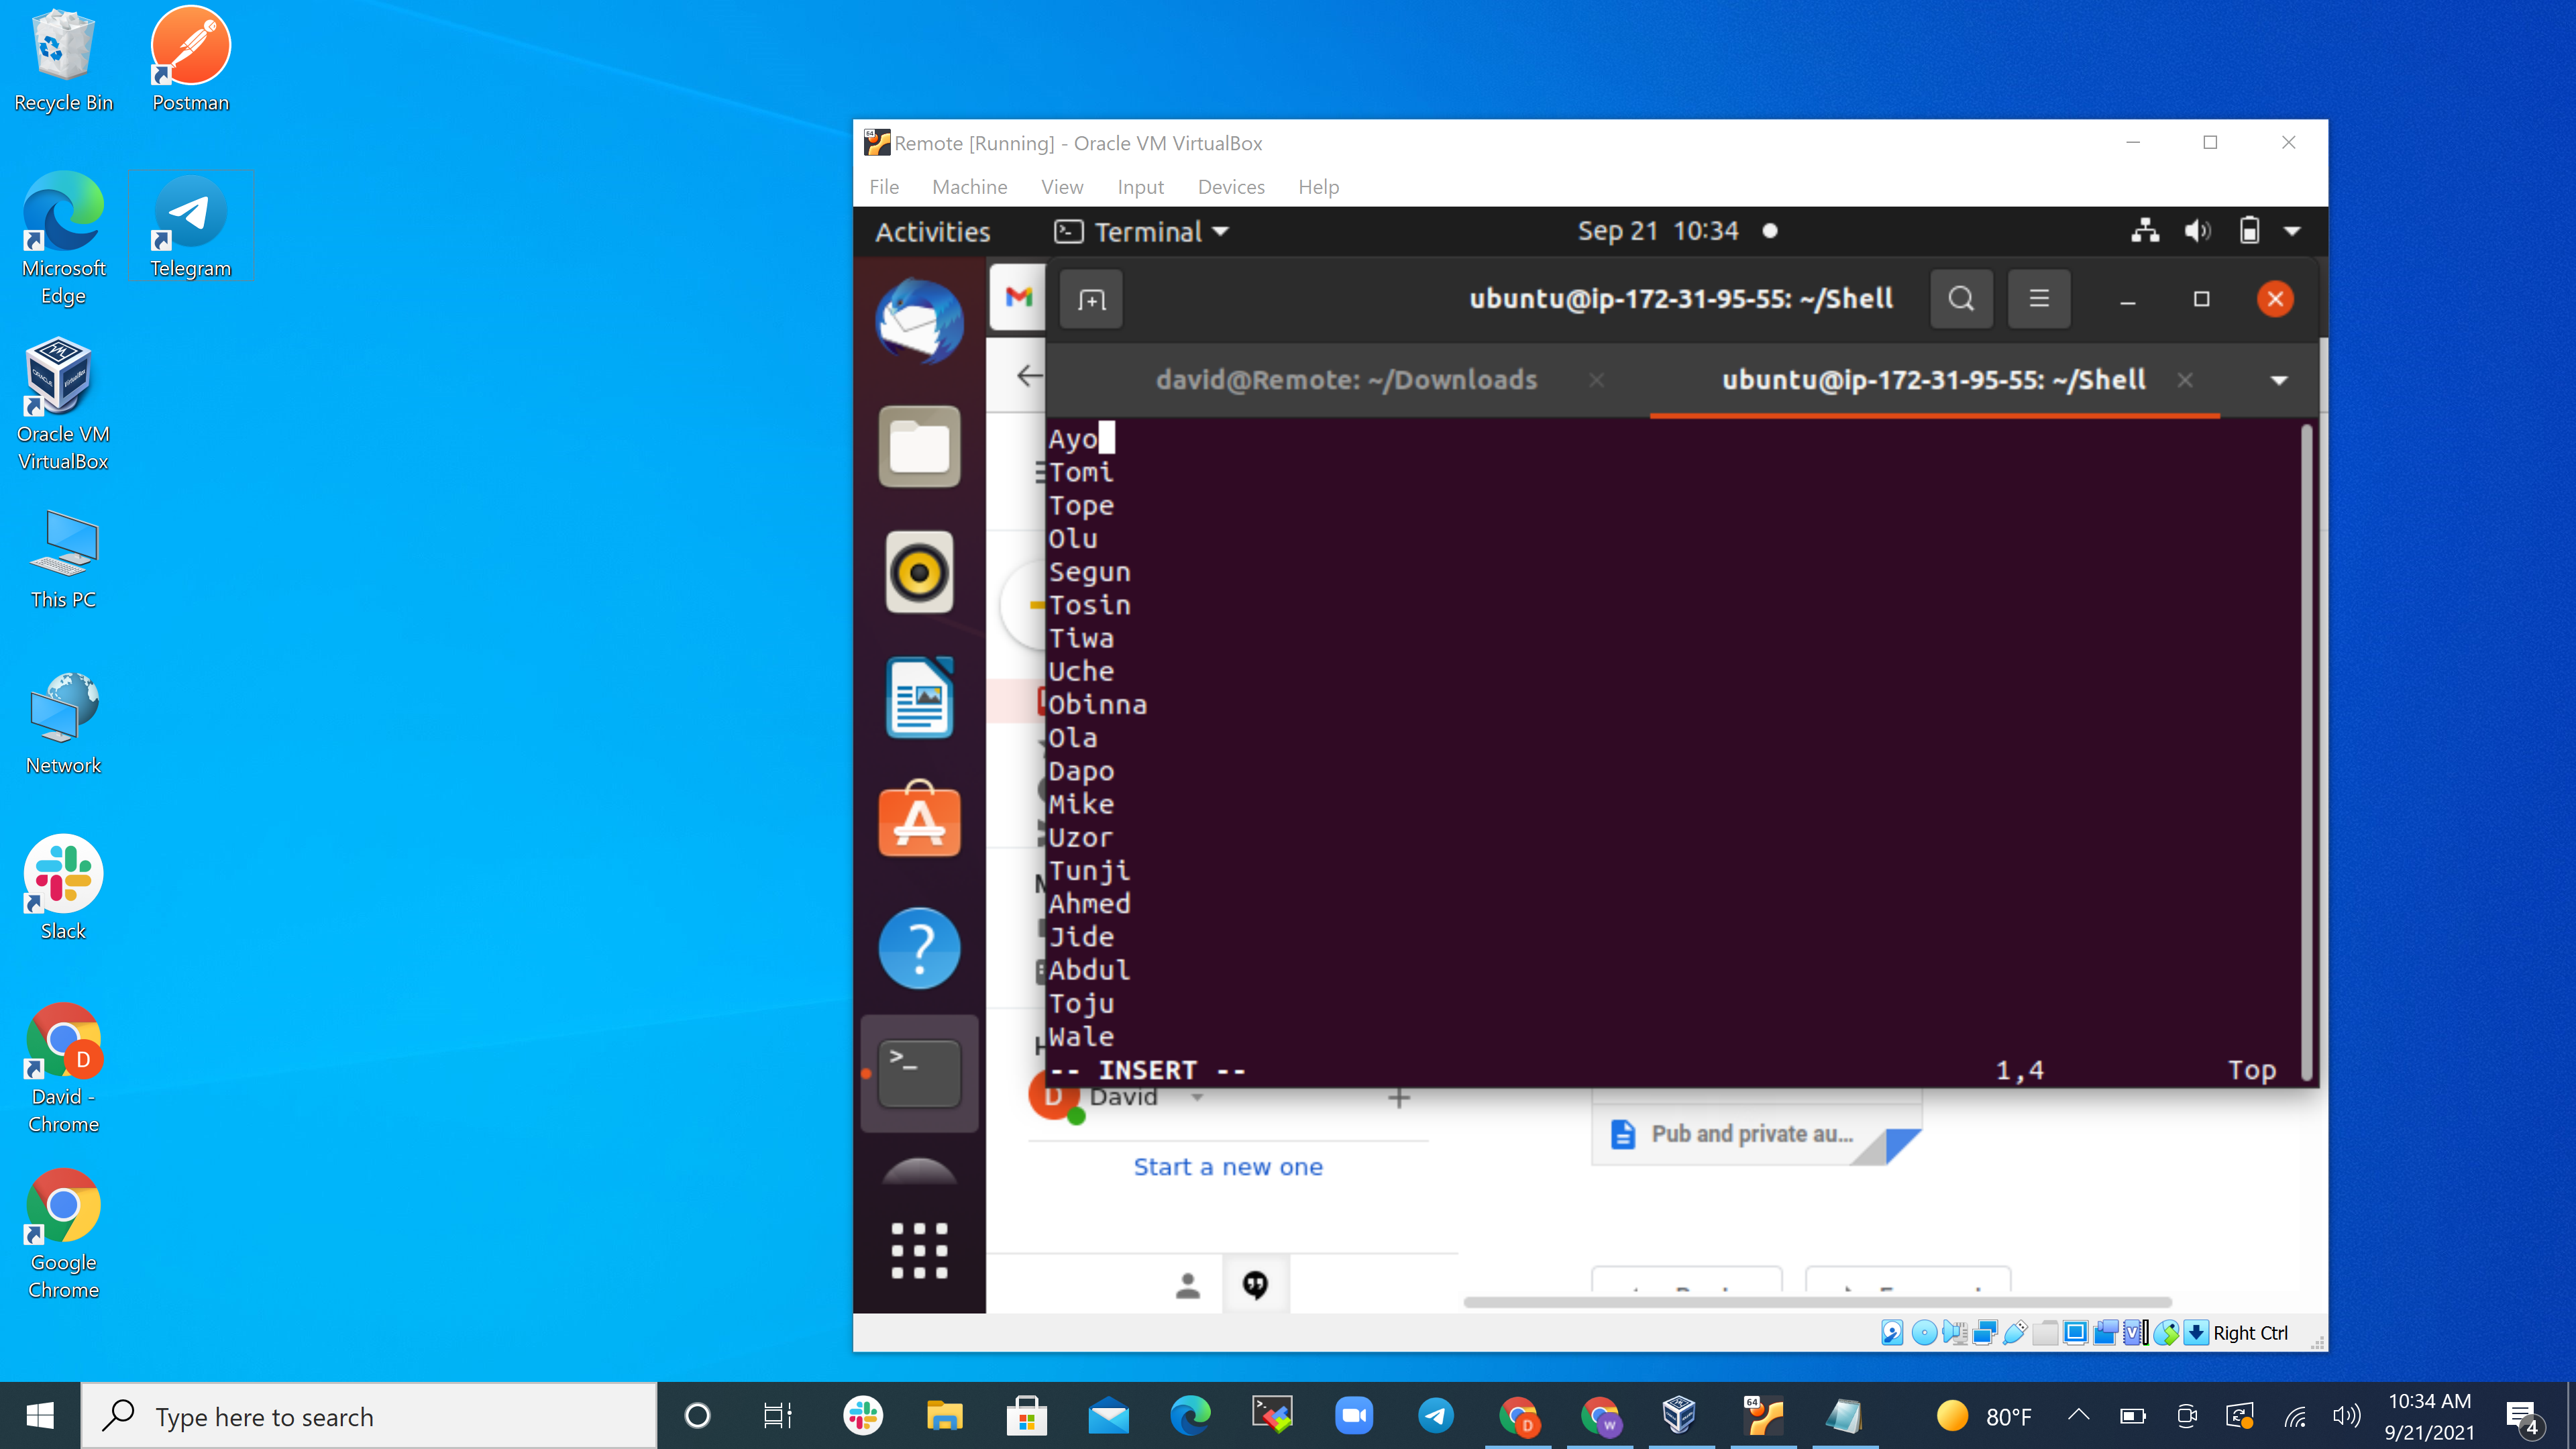 Recycle Bin
Postman
Microsoft
Edge
Telegram
Oracle VM
VirtualBox
This PC
Network
Slack
D
David -
Chrome
Google
Chrome
64
Remote [Running] - Oracle VM VirtualBox
File Machine View Input Devices Help
Activities Terminal Sep 21 10:34
ubuntu@ip-172-31-95-55: ~/Shell
david@Remote: ~/Downloads
ubuntu@ip-172-31-95-55: ~/Shell
Ayo
Tomi
Tope
Olu
Segun
Tosin
Tiwa
Uche
Obinna
Ola
Dapo
Mike
Uzor
Tunji
Ahmed
Jide
Abdul
Toju
Wale
-- INSERT -- 1,4 Top
D David
Pub and private au...
Start a new one
Right Ctrl
Type here to search
D
W
64
80°F
10:34 AM
9/21/2021
4